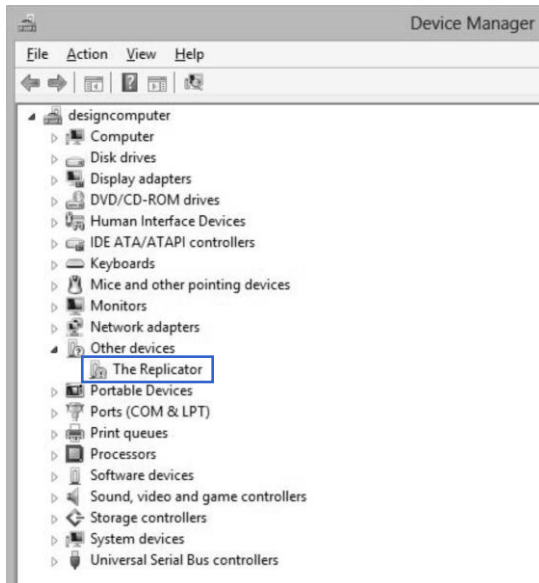 Device Manager
File Action View Help
designcomputer
Computer
Disk drives
Display adapters
DVD/CD-ROM drives
Human Interface Devices
IDE ATA/ATAPI controllers
Keyboards
Mice and other pointing devices
Monitors
Network adapters
Other devices
The Replicator
Portable Devices
Ports (COM & LPT)
Print queues
Processors
Software devices
Sound, video and game controllers
Storage controllers
System devices
Universal Serial Bus controllers